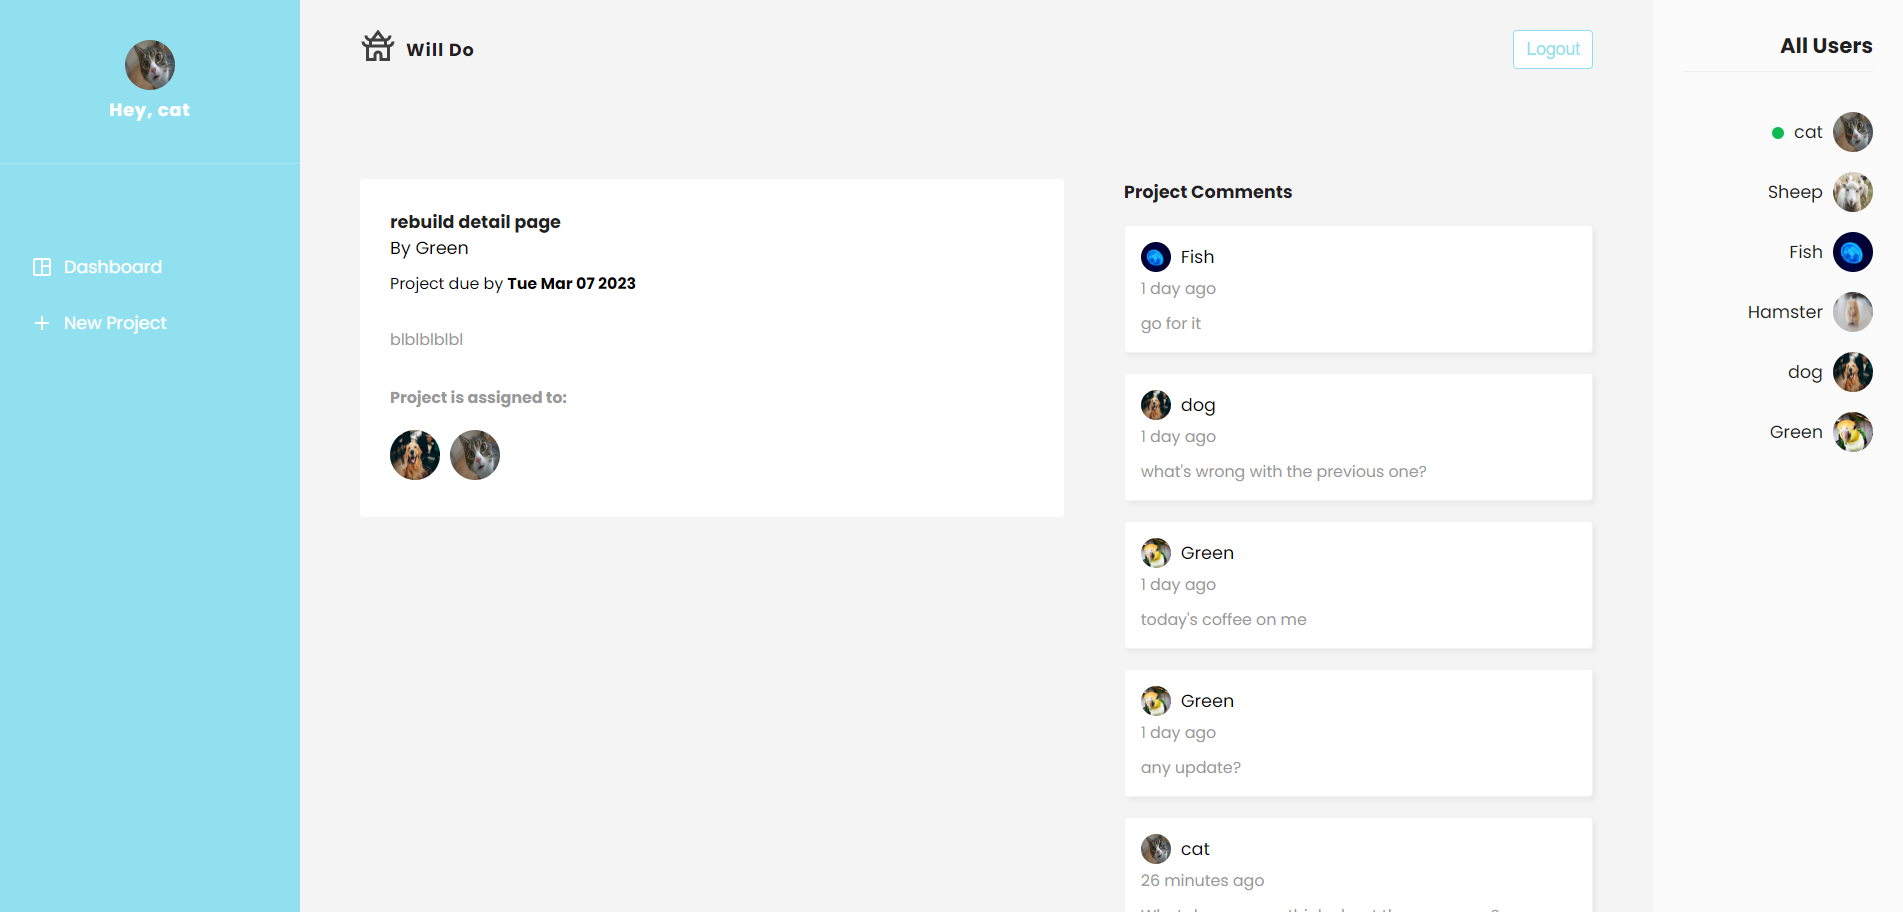 Hey, cat
Dashboard
New Project
Will Do
Logout
rebuild detail page
By Green
Project due by Tue Mar 07 2023
blblblblbl
Project is assigned to:
Project Comments
Fish
1 day ago
go for it
dog
1 day ago
what's wrong with the previous one?
Green
1 day ago
today's coffee on me
Green
1 day ago
any update?
cat
26 minutes ago
All Users
cat
Sheep
Fish
Hamster
dog
Green